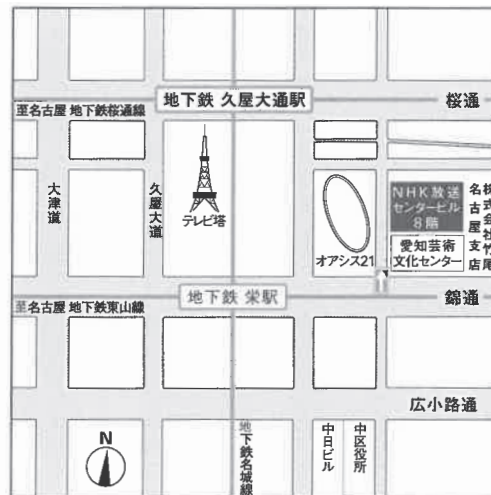 地下鉄 久屋大通駅
桜通
至名古屋 地下鉄桜通線
大津道
久屋大道
テレビ塔
オアシス21
NHK放送
センタービル
8階
愛知芸術
文化センター
株式会社竹尾
名古屋支店
地下鉄 栄駅
錦通
至名古屋 地下鉄東山線
広小路通
N
地下鉄名城線
中日ビル
中区役所